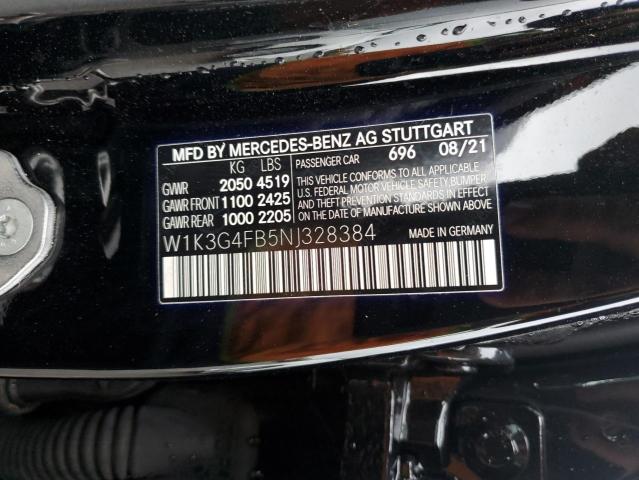 MFD BY MERCEDES-BENZ AG STUTTGART
KG LBS PASSENGER CAR 696 08/21
GVWR 2050 4519
GAWR FRONT 1100 2425
GAWR REAR 1000 2205
THIS VEHICLE CONFORMS TO ALL APPLICABLE
U.S. FEDERAL MOTOR VEHICLE SAFETY BUMPER
AND THEFT PREVENTION STANDARDS IN EFFECT
ON THE DATE OF MANUFACTURE SHOWN ABOVE.
W1K3G4FB5NJ328384 MADE IN GERMANY